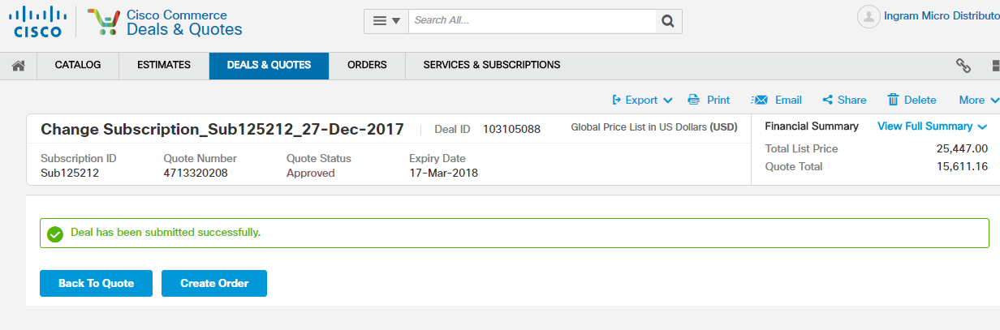 CISCO
Cisco Commerce
Deals & Quotes
Search All...
Ingram Micro Distributo
CATALOG ESTIMATES DEALS & QUOTES ORDERS SERVICES & SUBSCRIPTIONS
Export Print Email Share Delete More
Change Subscription_Sub125212_27-Dec-2017 Deal ID 103105088 Global Price List in US Dollars (USD)
Subscription ID Quote Number Quote Status Expiry Date
Sub125212 4713320208 Approved 17-Mar-2018
Financial Summary View Full Summary
Total List Price 25,447.00
Quote Total 15,611.16
Deal has been submitted successfully.
Back To Quote Create Order